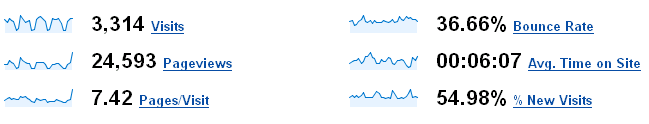 3,314 Visits
36.66% Bounce Rate
24,593 Pageviews
00:06:07 Avg. Time on Site
7.42 Pages/Visit
54.98% % New Visits